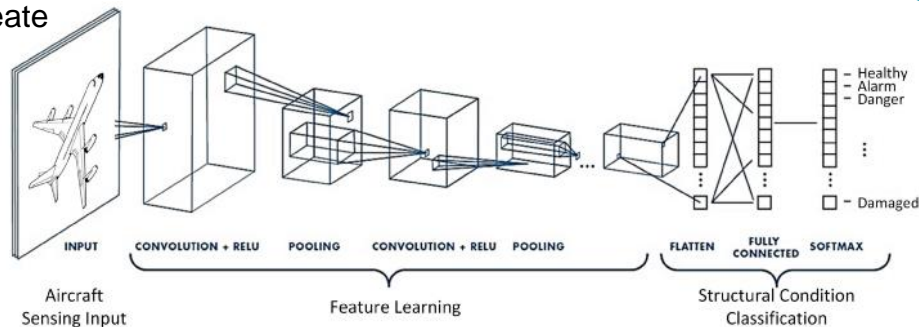 eate
Healthy
Alarm
Danger
Damaged
INPUT
CONVOLUTION + RELU
POOLING
CONVOLUTION + RELU
POOLING
FLATTEN
FULLY
CONNECTED
SOFTMAX
Aircraft
Sensing Input
Feature Learning
Structural Condition
Classification